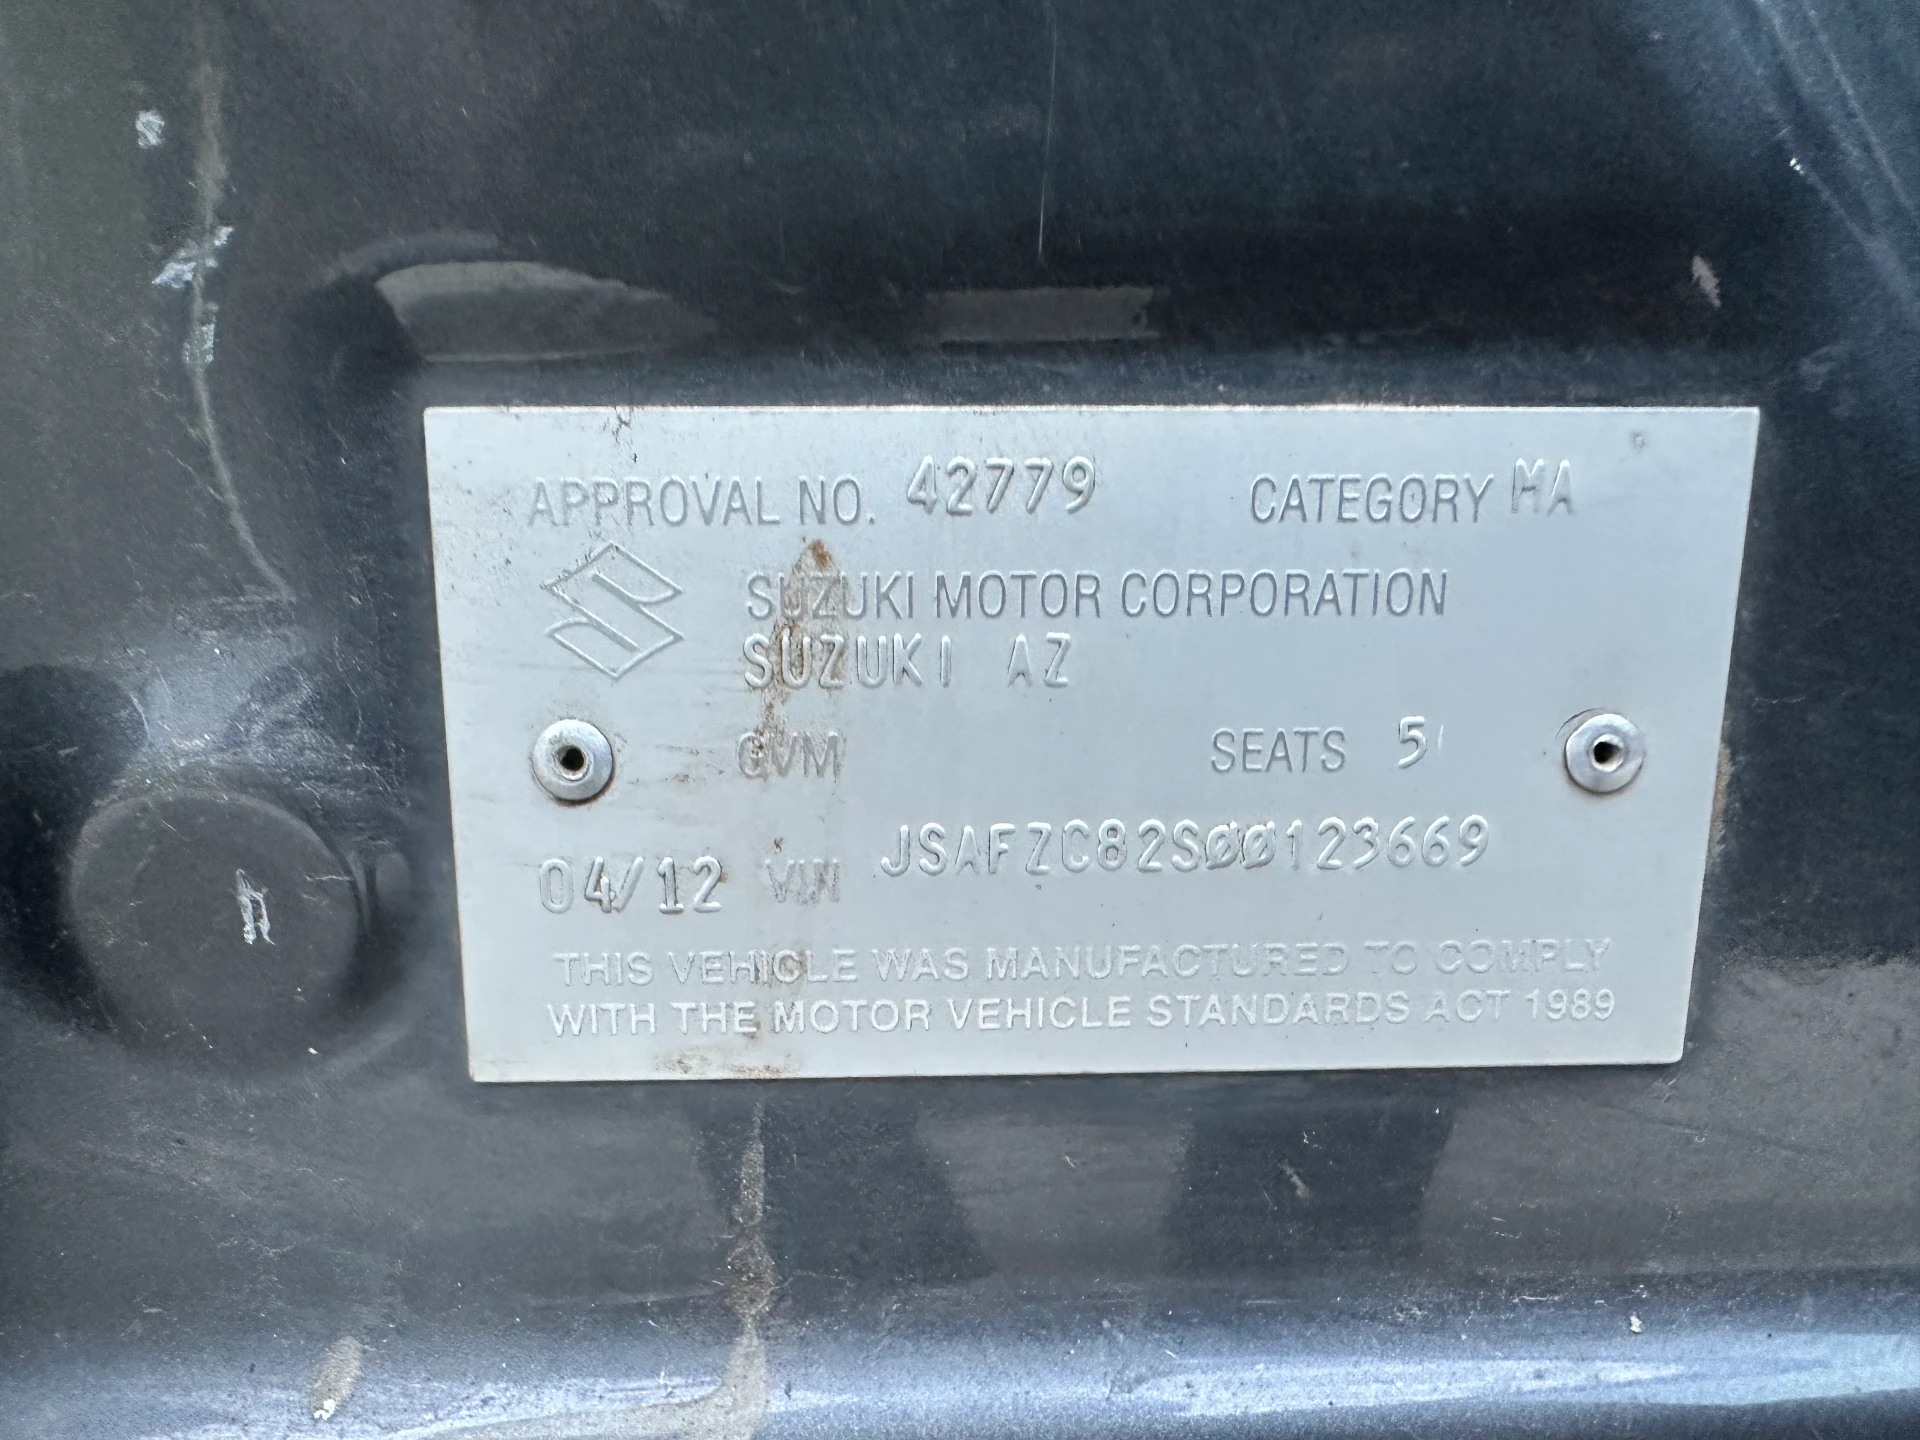 APPROVAL NO. 42779 CATEGORY MA
SUZUKI MOTOR CORPORATION
SUZUKI AZ
GVM SEATS 5
04/12 VIN JSAFZC82S00123669
THIS VEHICLE WAS MANUFACTURED TO COMPLY
WITH THE MOTOR VEHICLE STANDARDS ACT 1989